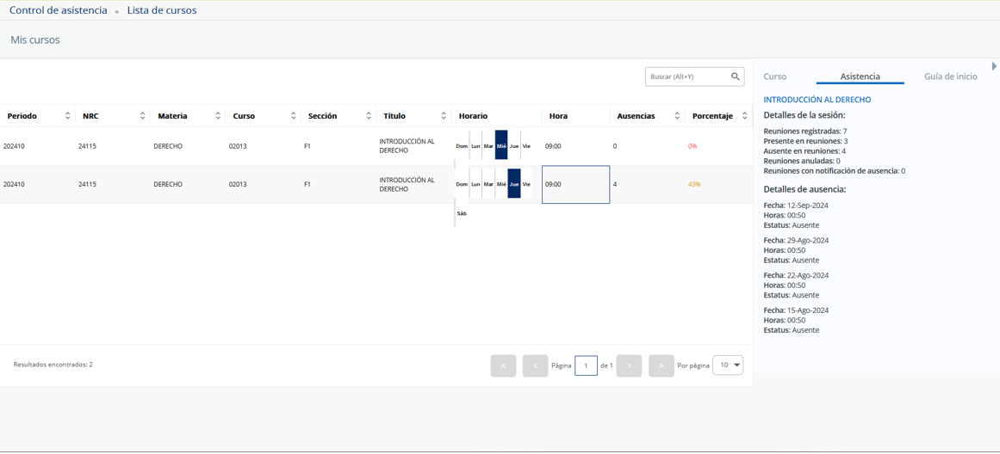 Control de asistencia • Lista de cursos
Mis cursos
Buscar (Alt+Y)
Periodo NRC Materia Curso Sección Título Horario Hora Ausencias Porcentaje
202410 24115 DERECHO 02013 F1 INTRODUCCIÓN AL DERECHO Dom Lun Mar Mié Jue Vie 09:00 0 0%
202410 24115 DERECHO 02013 F1 INTRODUCCIÓN AL DERECHO Dom Lun Mar Mié Jue Vie 09:00 4 43%
Sáb
Resultados encontrados: 2
Página 1 de 1 Por página 10
Curso Asistencia Guía de inicio
INTRODUCCIÓN AL DERECHO
Detalles de la sesión:
Reuniones registradas: 7
Presente en reuniones: 3
Ausente en reuniones: 4
Reuniones anuladas: 0
Reuniones con notificación de ausencia: 0
Detalles de ausencia:
Fecha: 12-Sep-2024
Horas: 00:50
Estatus: Ausente
Fecha: 29-Ago-2024
Horas: 00:50
Estatus: Ausente
Fecha: 22-Ago-2024
Horas: 00:50
Estatus: Ausente
Fecha: 15-Ago-2024
Horas: 00:50
Estatus: Ausente